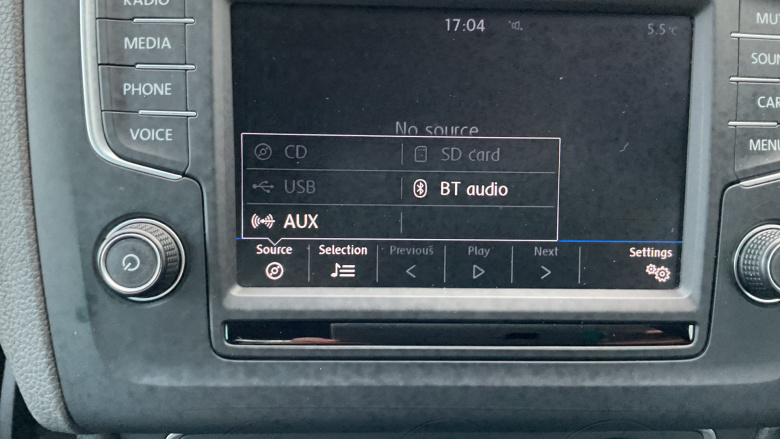 RADIO
MEDIA
PHONE
VOICE
17:04
5.5°C
No source
CD
SD card
USB
BT audio
AUX
Source
Selection
Previous
Play
Next
Settings
MU
SOUN
CAR
MENU